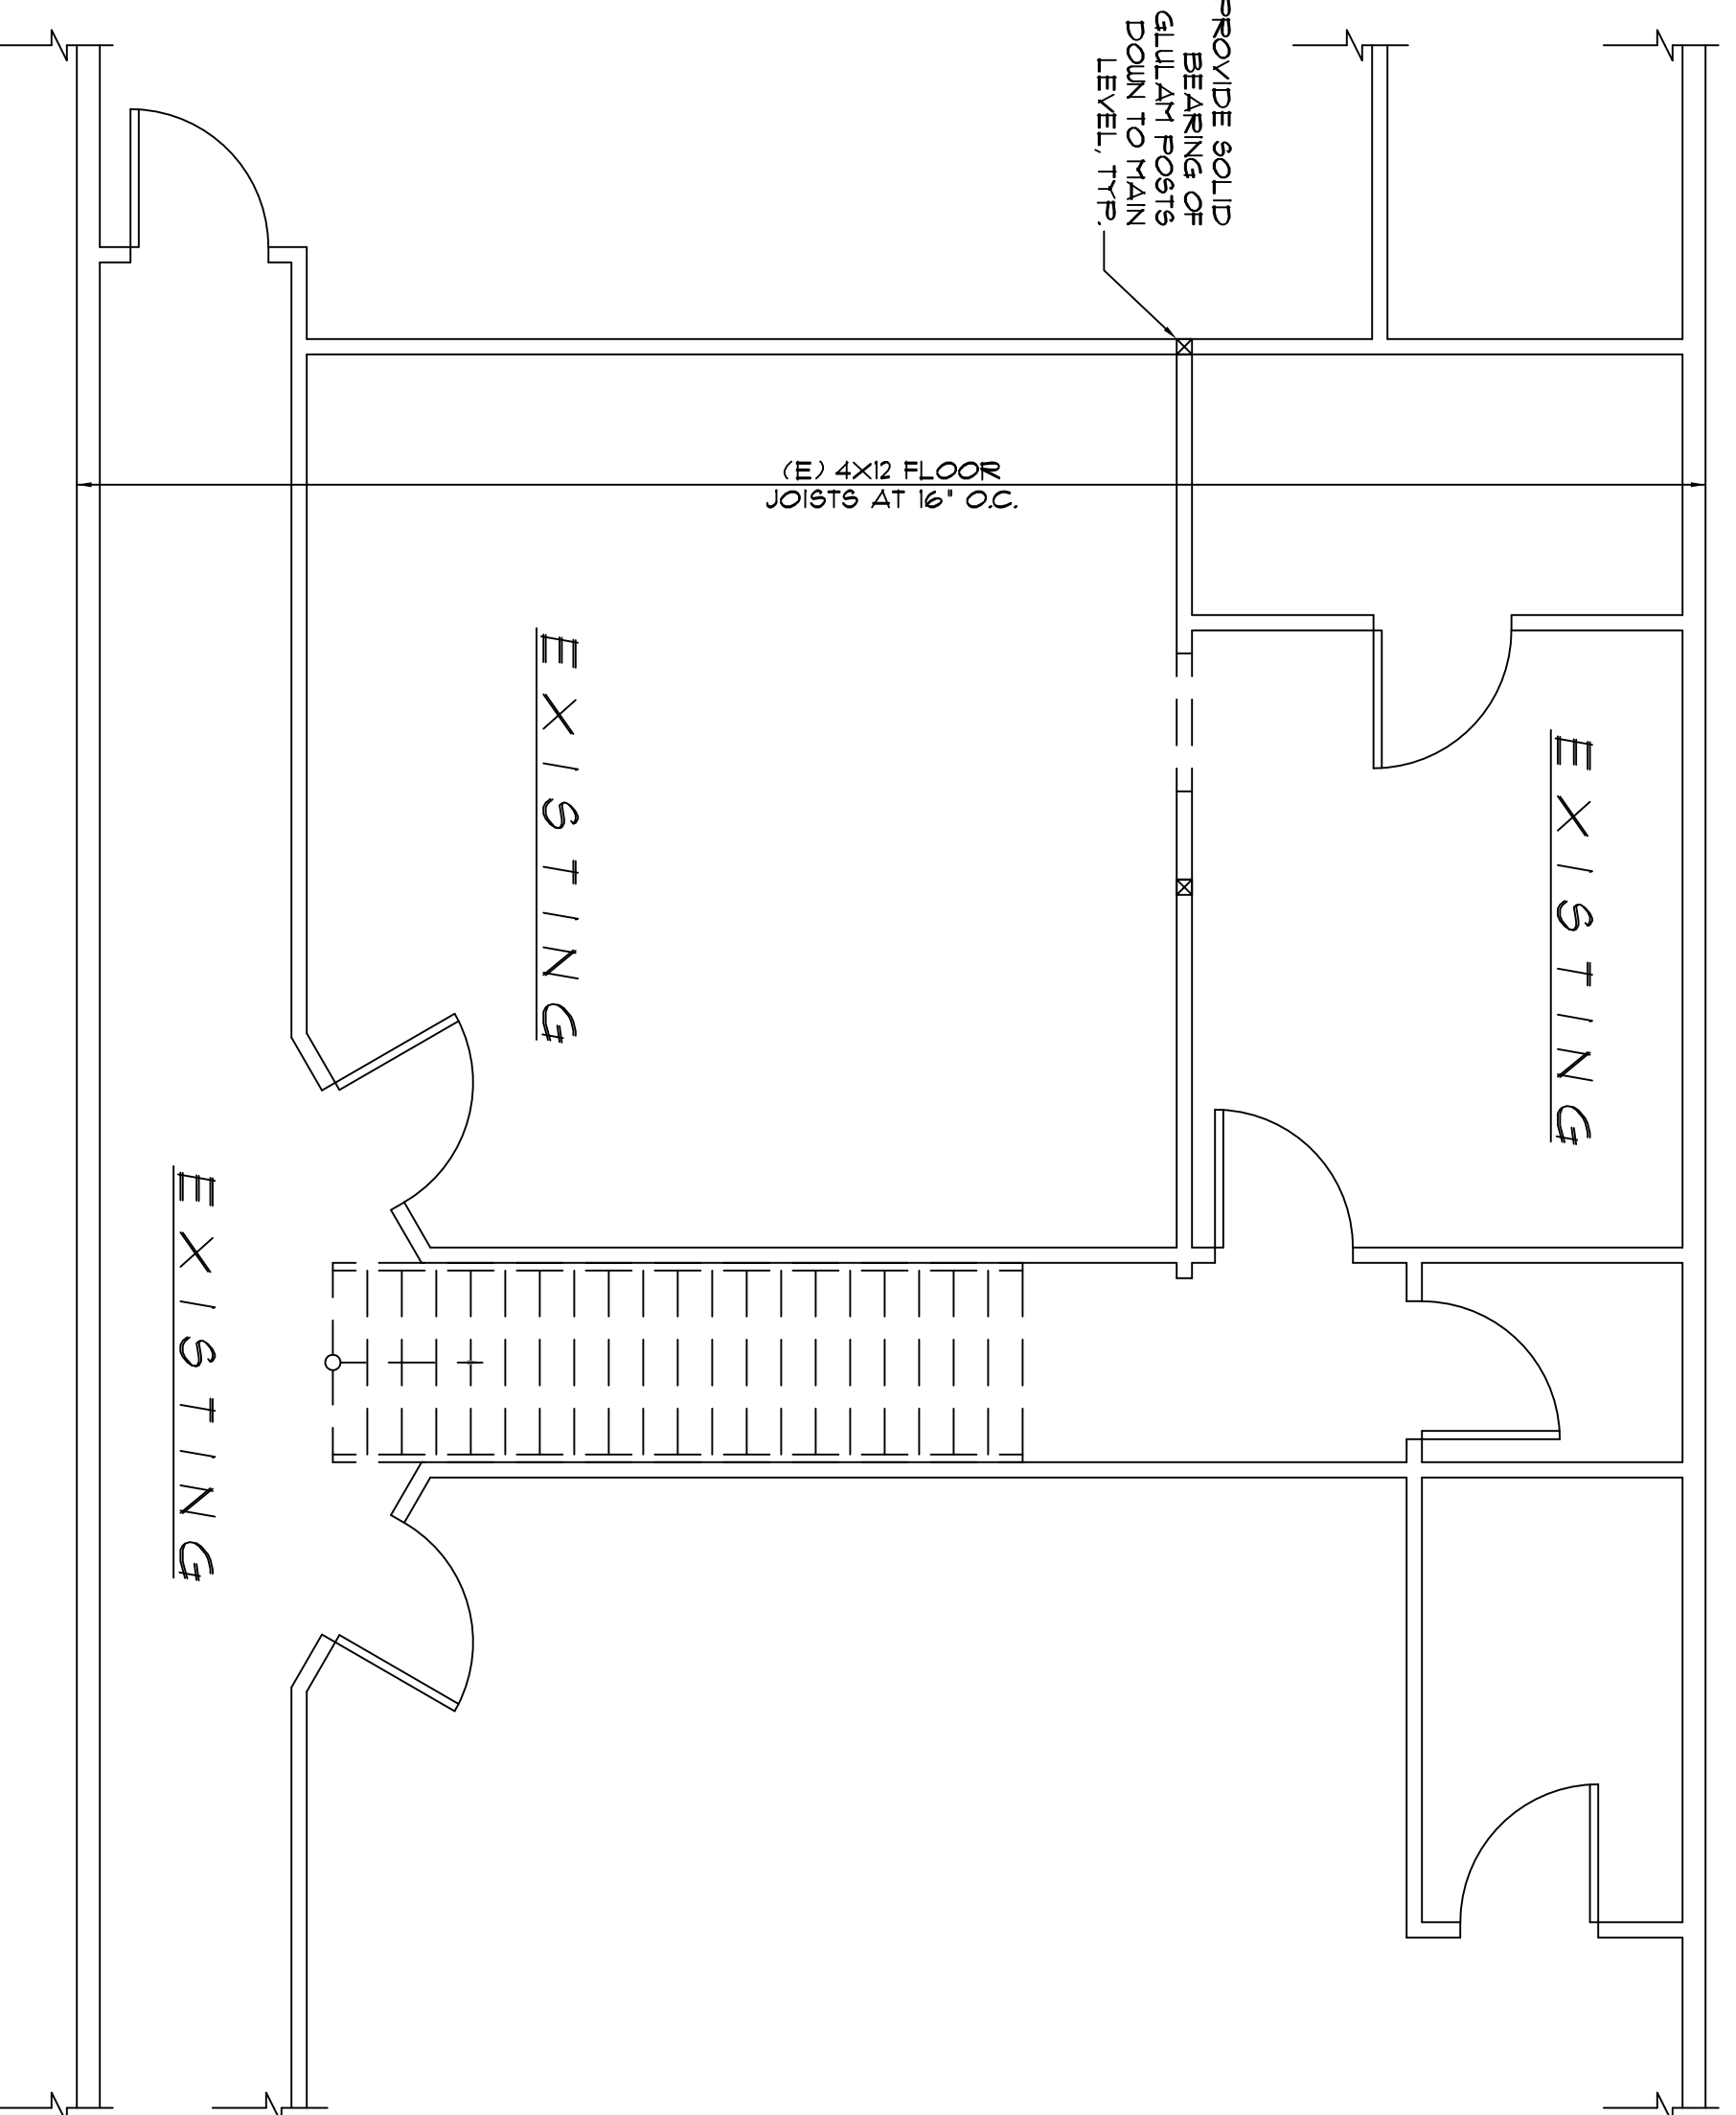 PROVIDE SOLID
BEARING OF
GLULAM POSTS
DOWN TO MAIN
LEVEL, TYP.
(E) 4X12 FLOOR
JOISTS AT 16" O.C.
EXISTING
EXISTING
EXISTING